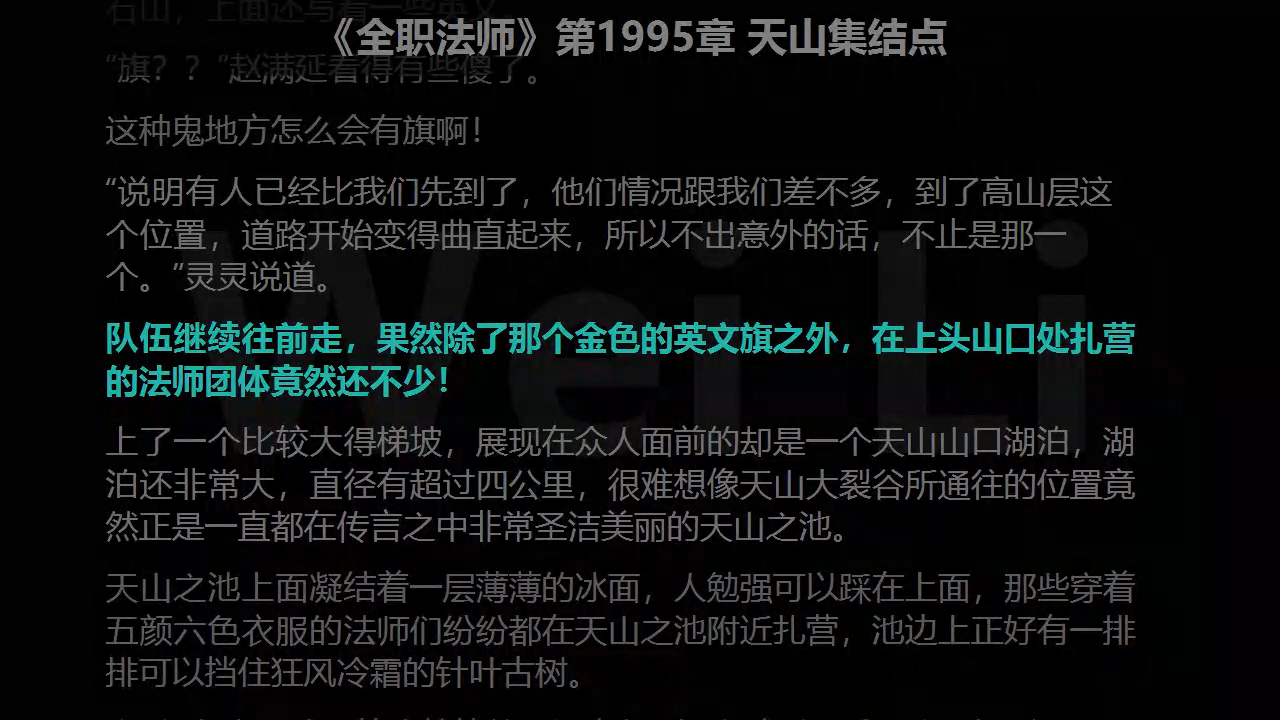 石山，上面还写着一些英文
《全职法师》第1995章 天山集结点
“旗？？”赵满延看得有些傻了。
这种鬼地方怎么会有旗啊！
“说明有人已经比我们先到了，他们情况跟我们差不多，到了高山层这
个位置，道路开始变得曲直起来，所以不出意外的话，不止是那一
个。”灵灵说道。
队伍继续往前走，果然除了那个金色的英文旗之外，在上头山口处扎营
的法师团体竟然还不少！
上了一个比较大得梯坡，展现在众人面前的却是一个天山山口湖泊，湖
泊还非常大，直径有超过四公里，很难想像天山大裂谷所通往的位置竟
然正是一直都在传言之中非常圣洁美丽的天山之池。
天山之池上面凝结着一层薄薄的冰面，人勉强可以踩在上面，那些穿着
五颜六色衣服的法师们纷纷都在天山之池附近扎营，池边上正好有一排
排可以挡住狂风冷霜的针叶古树。
Wei Li